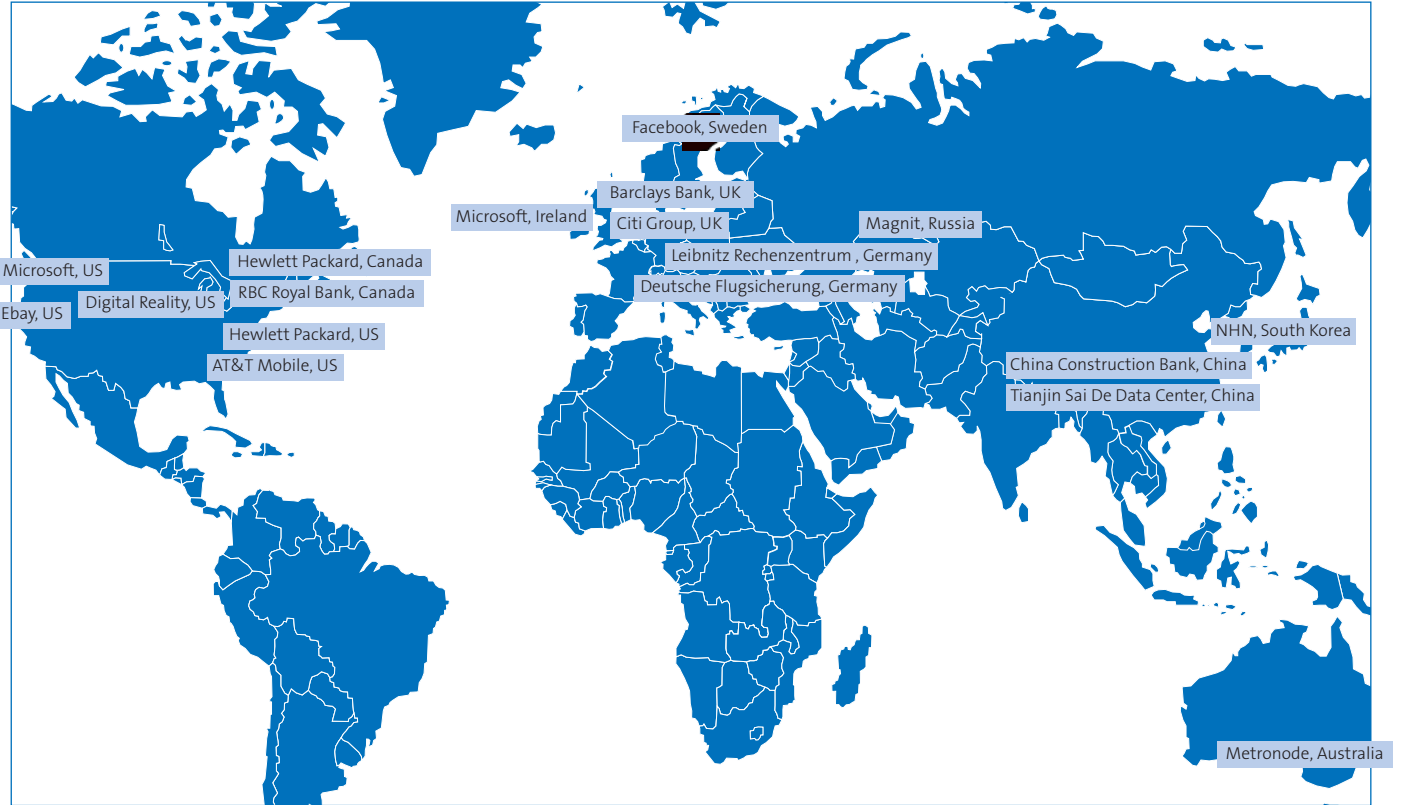 Facebook, Sweden
Barclays Bank, UK
Microsoft, Ireland
Citi Group, UK
Magnit, Russia
Leibnitz Rechenzentrum , Germany
Deutsche Flugsicherung, Germany
Hewlett Packard, Canada
Microsoft, US
RBC Royal Bank, Canada
Digital Reality, US
Ebay, US
Hewlett Packard, US
AT&T Mobile, US
NHN, South Korea
China Construction Bank, China
Tianjin Sai De Data Center, China
Metronode, Australia